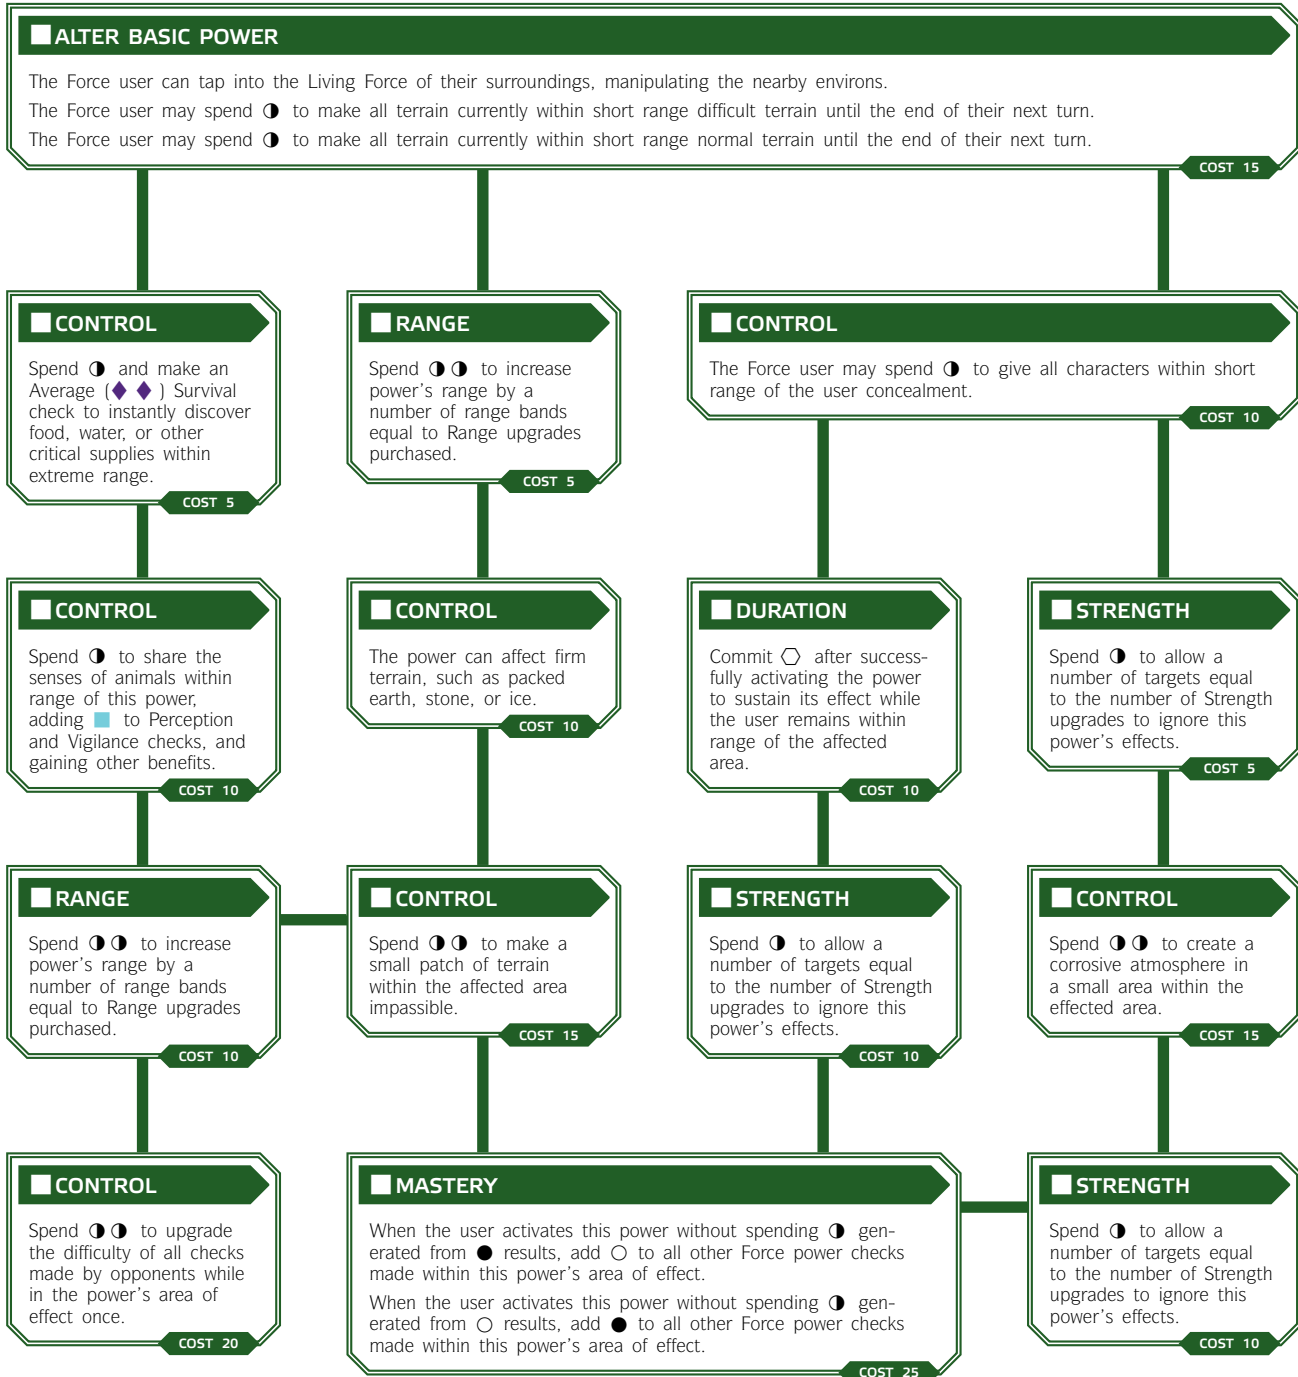 ALTER BASIC POWER
The Force user can tap into the Living Force of their surroundings, manipulating the nearby environs.
The Force user may spend ◑ to make all terrain currently within short range difficult terrain until the end of their next turn.
The Force user may spend ◑ to make all terrain currently within short range normal terrain until the end of their next turn.
COST 15
CONTROL
Spend ◑ and make an
Average (◆ ◆) Survival
check to instantly discover
food, water, or other
critical supplies within
extreme range.
COST 5
RANGE
Spend ◑◑ to increase
power's range by a
number of range bands
equal to Range upgrades
purchased.
COST 5
CONTROL
The Force user may spend ◑ to give all characters within short
range of the user concealment.
COST 10
CONTROL
Spend ◑ to share the
senses of animals within
range of this power,
adding ■ to Perception
and Vigilance checks, and
gaining other benefits.
COST 10
CONTROL
The power can affect firm
terrain, such as packed
earth, stone, or ice.
COST 10
DURATION
Commit ⬡ after success-
fully activating the power
to sustain its effect while
the user remains within
range of the affected
area.
COST 10
STRENGTH
Spend ◑ to allow a
number of targets equal
to the number of Strength
upgrades to ignore this
power's effects.
COST 5
RANGE
Spend ◑◑ to increase
power's range by a
number of range bands
equal to Range upgrades
purchased.
COST 10
CONTROL
Spend ◑◑ to make a
small patch of terrain
within the affected area
impassible.
COST 15
STRENGTH
Spend ◑ to allow a
number of targets equal
to the number of Strength
upgrades to ignore this
power's effects.
COST 10
CONTROL
Spend ◑◑ to create a
corrosive atmosphere in
a small area within the
effected area.
COST 15
CONTROL
Spend ◑◑ to upgrade
the difficulty of all checks
made by opponents while
in the power's area of
effect once.
COST 20
MASTERY
When the user activates this power without spending ◑ gen-
erated from ● results, add ○ to all other Force power checks
made within this power's area of effect.
When the user activates this power without spending ◑ gen-
erated from ○ results, add ● to all other Force power checks
made within this power's area of effect.
COST 25
STRENGTH
Spend ◑ to allow a
number of targets equal
to the number of Strength
upgrades to ignore this
power's effects.
COST 10